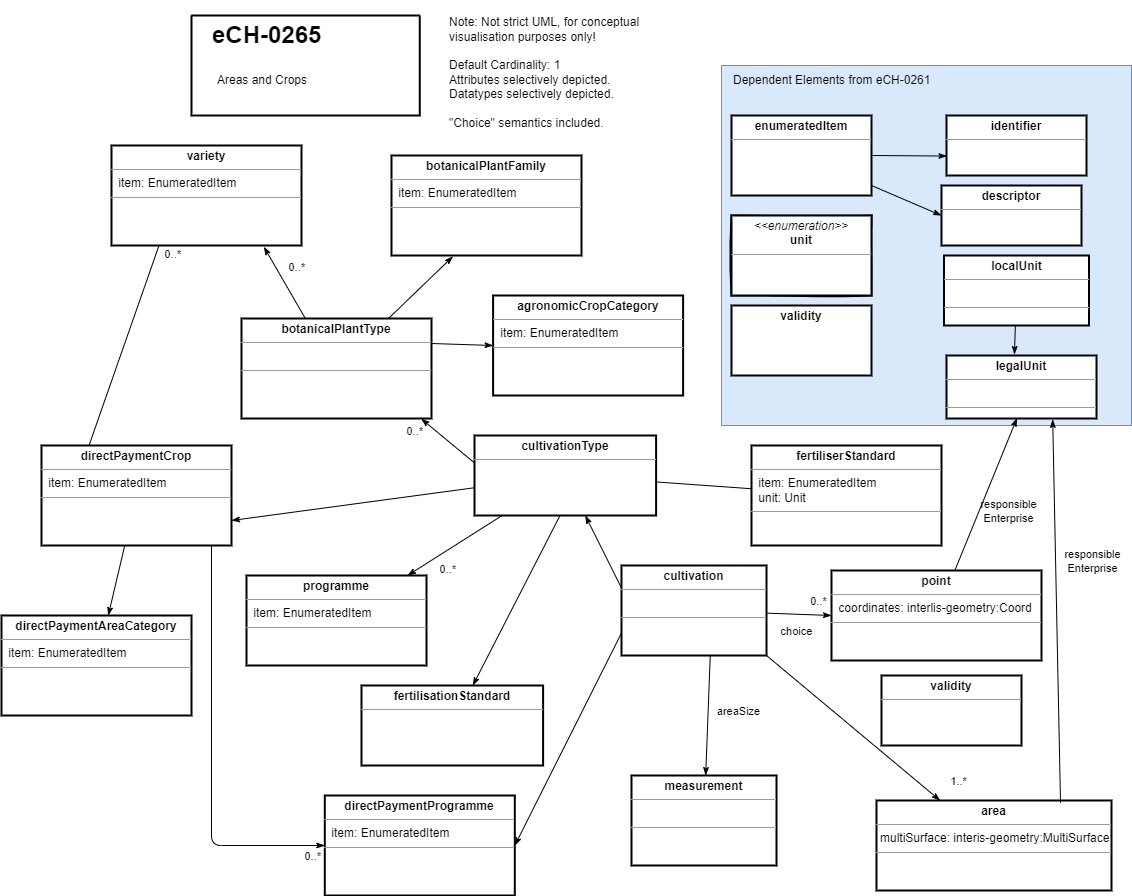 eCH-0265
Areas and Crops
Note: Not strict UML, for conceptual
visualisation purposes only!
Default Cardinality: 1
Attributes selectively depicted.
Datatypes selectively depicted.
"Choice" semantics included.
Dependent Elements from eCH-0261
enumeratedItem
identifier
descriptor
<<enumeration>>
unit
localUnit
validity
legalUnit
variety
item: EnumeratedItem
0..*
0..*
botanicalPlantFamily
item: EnumeratedItem
agronomicCropCategory
item: EnumeratedItem
botanicalPlantType
0..*
cultivationType
directPaymentCrop
item: EnumeratedItem
fertiliserStandard
item: EnumeratedItem
unit: Unit
responsible
Enterprise
responsible
Enterprise
0..*
programme
item: EnumeratedItem
cultivation
0..*
choice
point
coordinates: interlis-geometry:Coord
directPaymentAreaCategory
item: EnumeratedItem
fertilisationStandard
validity
areaSize
measurement
1..*
area
multiSurface: interis-geometry:MultiSurface
directPaymentProgramme
item: EnumeratedItem
0..*